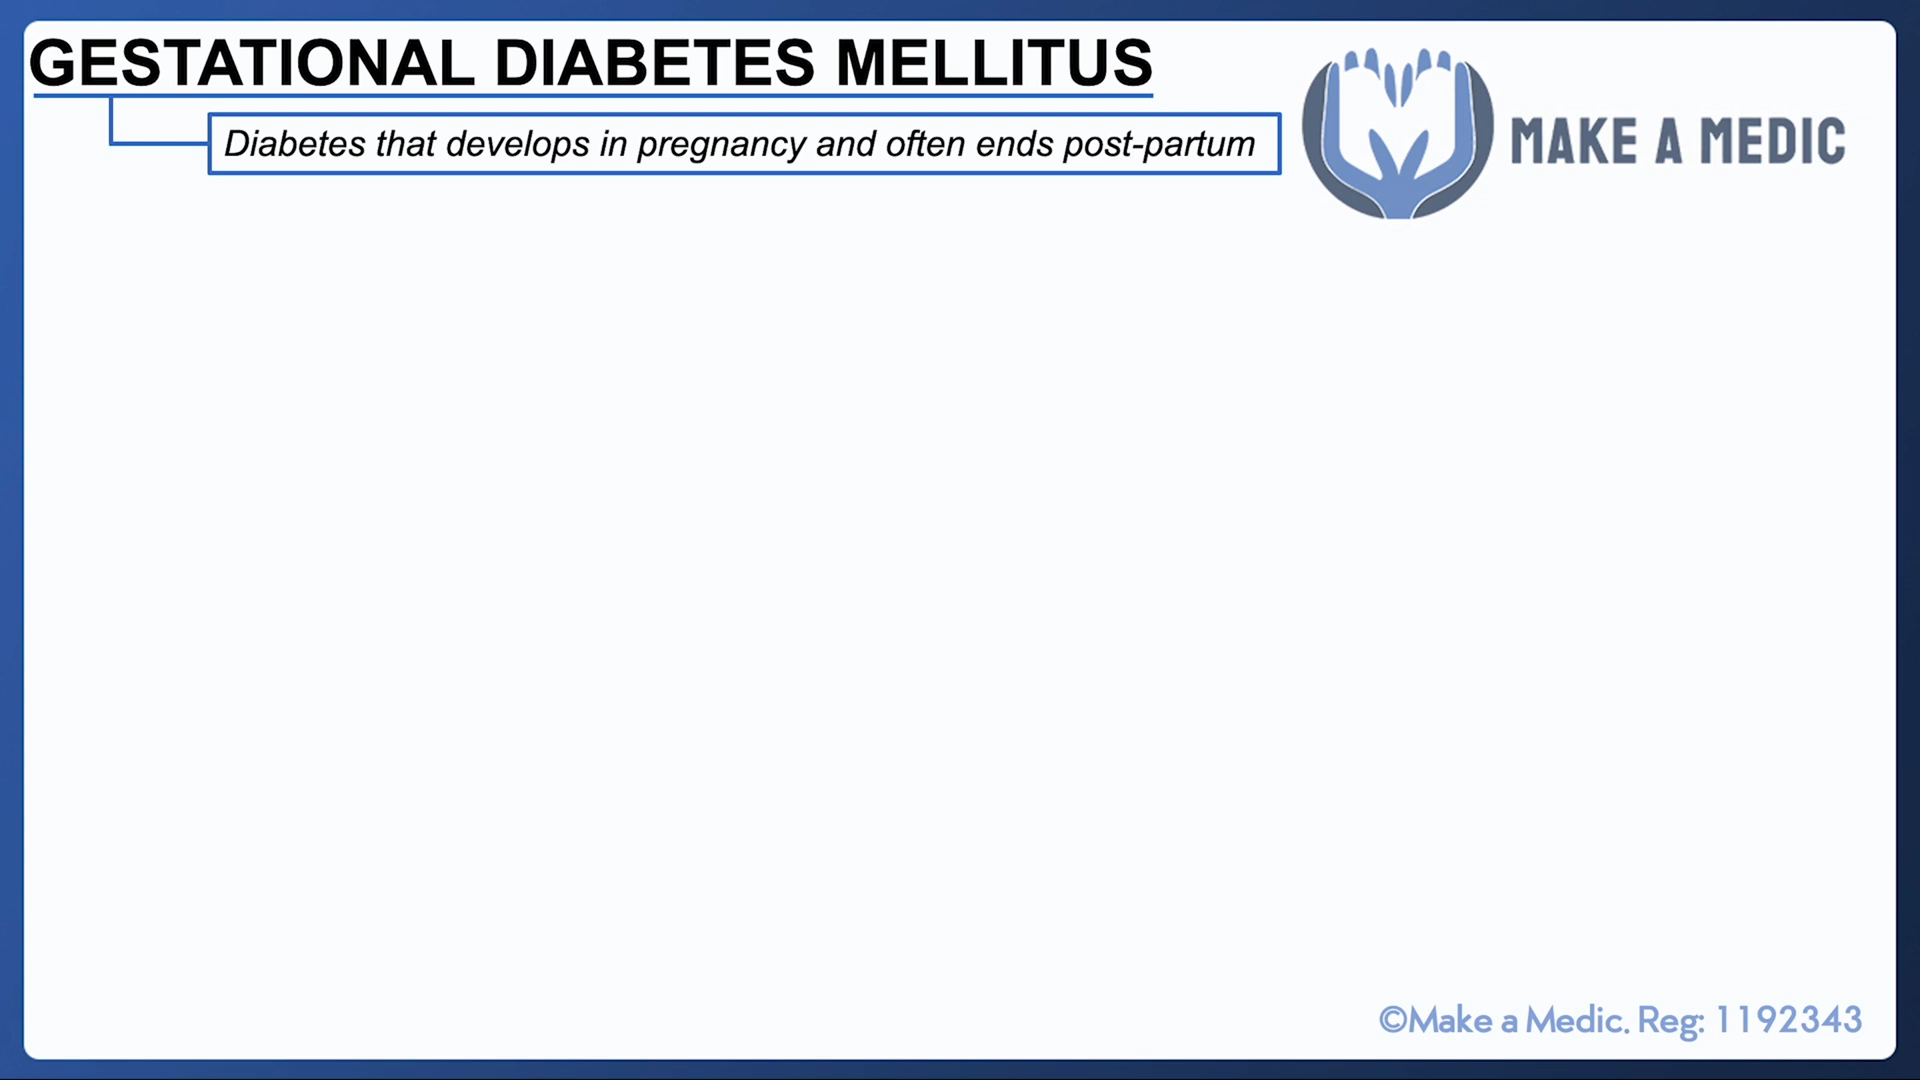 GESTATIONAL DIABETES MELLITUS
Diabetes that develops in pregnancy and often ends post-partum
MAKE A MEDIC
©Make a Medic. Reg: 1192343